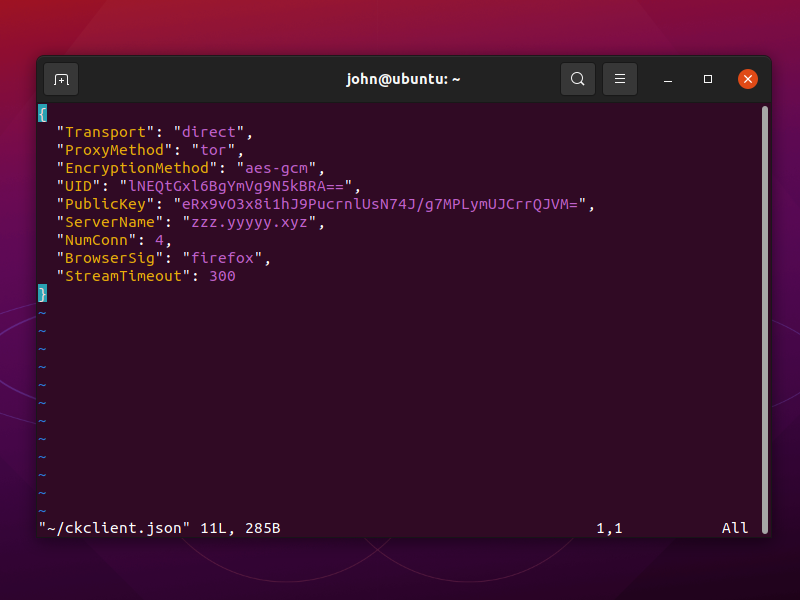 john@ubuntu: ~
{
"Transport": "direct",
"ProxyMethod": "tor",
"EncryptionMethod": "aes-gcm",
"UID": "lNEQtGxl6BgYmVg9N5kBRA==",
"PublicKey": "eRx9vO3x8i1hJ9PucrnlUsN74J/g7MPLymUJCrrQJVM=",
"ServerName": "zzz.yyyyy.xyz",
"NumConn": 4,
"BrowserSig": "firefox",
"StreamTimeout": 300
}
~
~
~
~
~
~
~
~
~
~
~
~
"~/ckclient.json" 11L, 285B 1,1 All